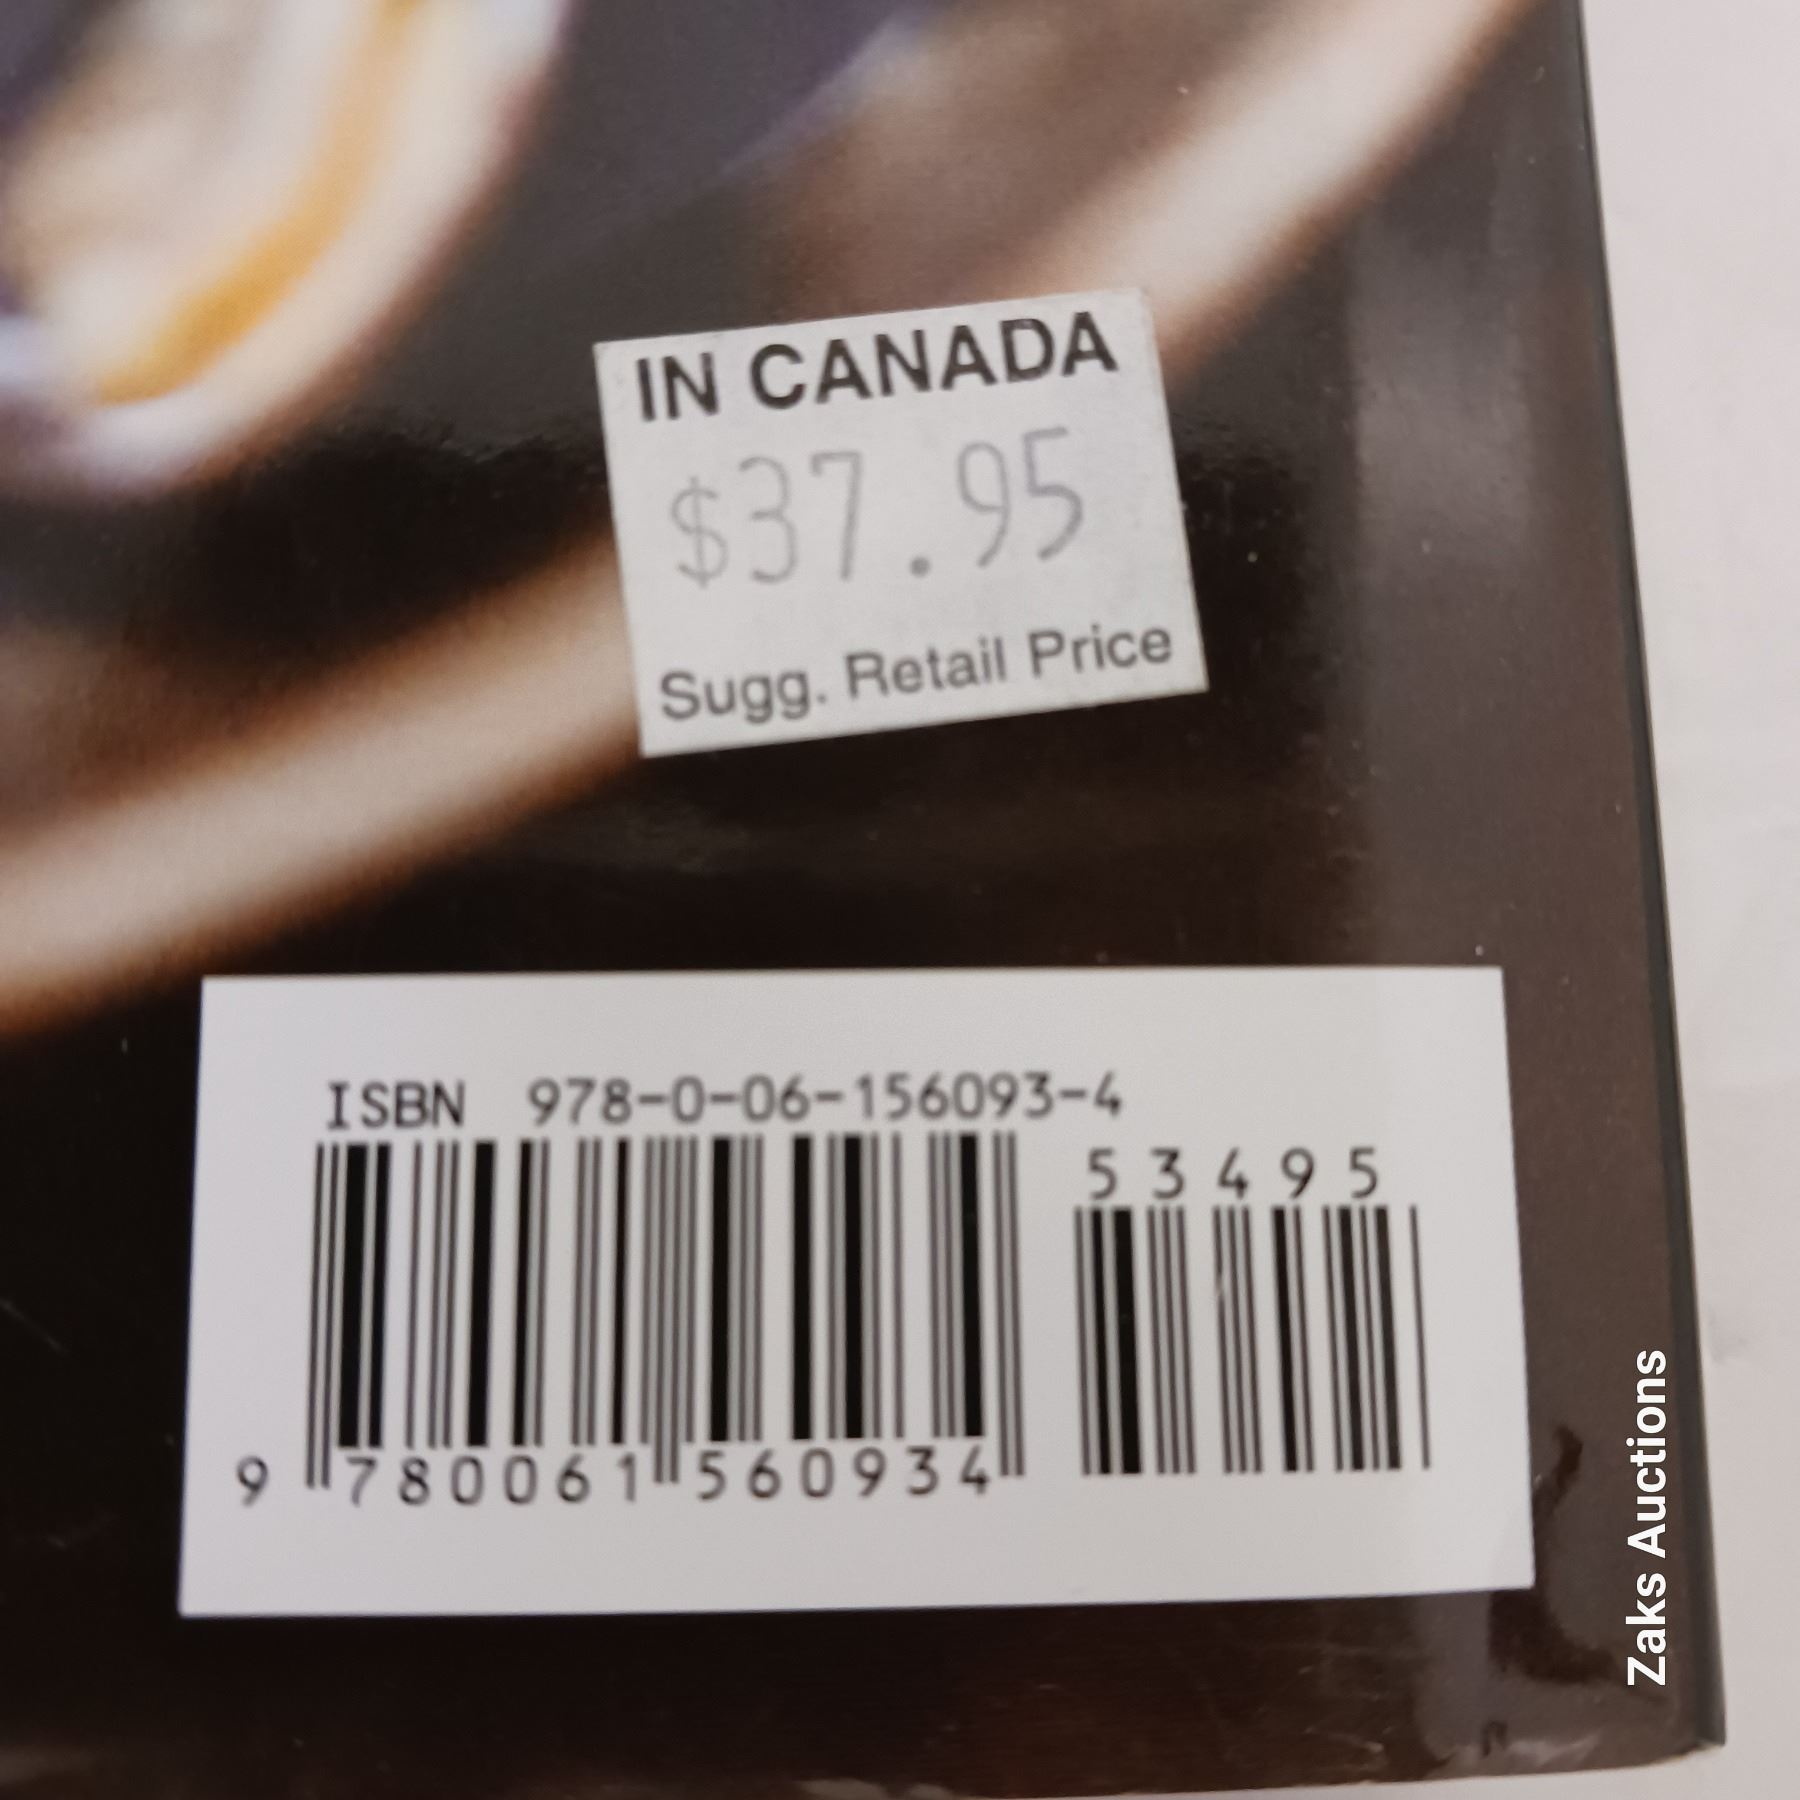 IN CANADA
$37.95
Sugg. Retail Price
ISBN 978-0-06-156093-4
53495
9 780061 560934
Zaks Auctions